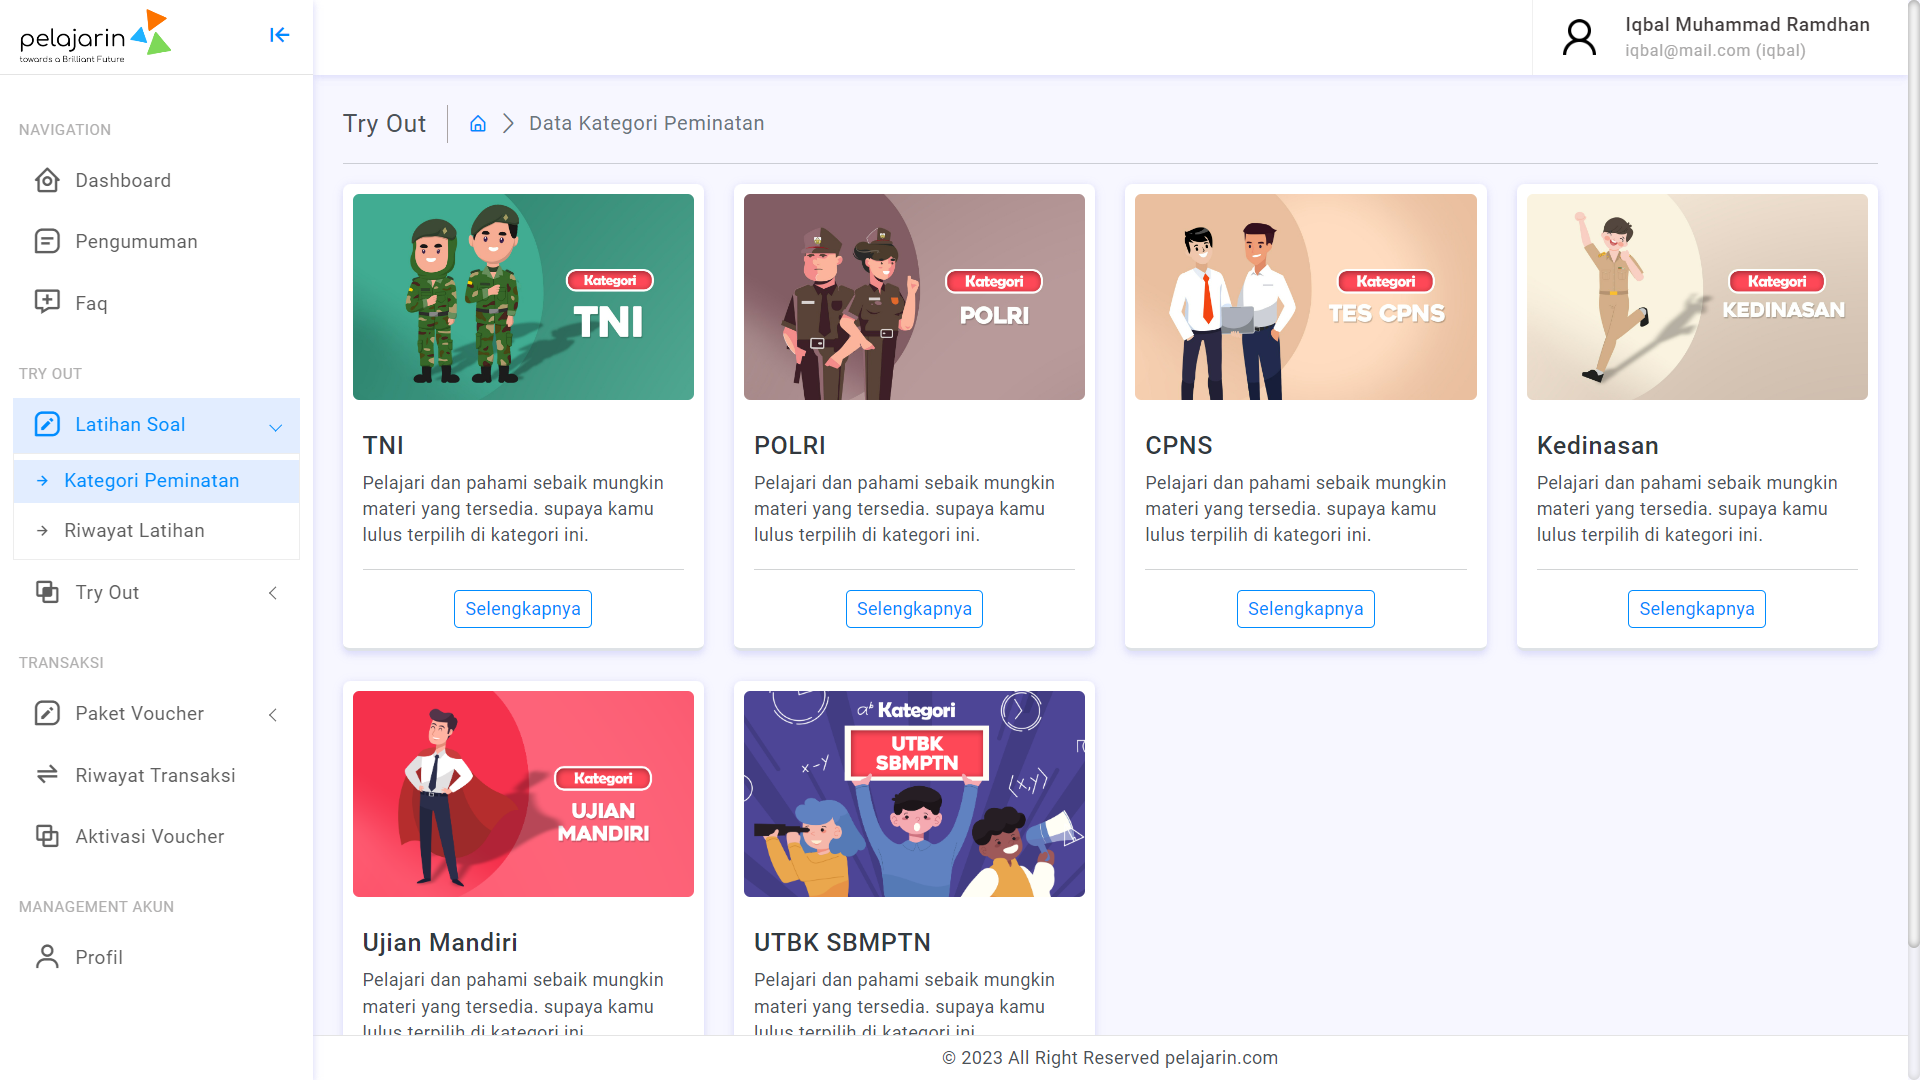 pelajarin
towards a Brilliant Future
Iqbal Muhammad Ramdhan
iqbal@mail.com (iqbal)
NAVIGATION
Dashboard
Pengumuman
Faq
TRY OUT
Latihan Soal
Kategori Peminatan
Riwayat Latihan
Try Out
TRANSAKSI
Paket Voucher
Riwayat Transaksi
Aktivasi Voucher
MANAGEMENT AKUN
Profil
Try Out
Data Kategori Peminatan
Kategori
TNI
TNI
Pelajari dan pahami sebaik mungkin
materi yang tersedia. supaya kamu
lulus terpilih di kategori ini.
Selengkapnya
Kategori
POLRI
POLRI
Pelajari dan pahami sebaik mungkin
materi yang tersedia. supaya kamu
lulus terpilih di kategori ini.
Selengkapnya
Kategori
TES CPNS
CPNS
Pelajari dan pahami sebaik mungkin
materi yang tersedia. supaya kamu
lulus terpilih di kategori ini.
Selengkapnya
Kategori
KEDINASAN
Kedinasan
Pelajari dan pahami sebaik mungkin
materi yang tersedia. supaya kamu
lulus terpilih di kategori ini.
Selengkapnya
Kategori
UJIAN
MANDIRI
Ujian Mandiri
Pelajari dan pahami sebaik mungkin
materi yang tersedia. supaya kamu
lulus terpilih di kategori ini.
a^b Kategori
UTBK
SBMPTN
x-y
(x,y)
UTBK SBMPTN
Pelajari dan pahami sebaik mungkin
materi yang tersedia. supaya kamu
lulus terpilih di kategori ini.
© 2023 All Right Reserved pelajarin.com